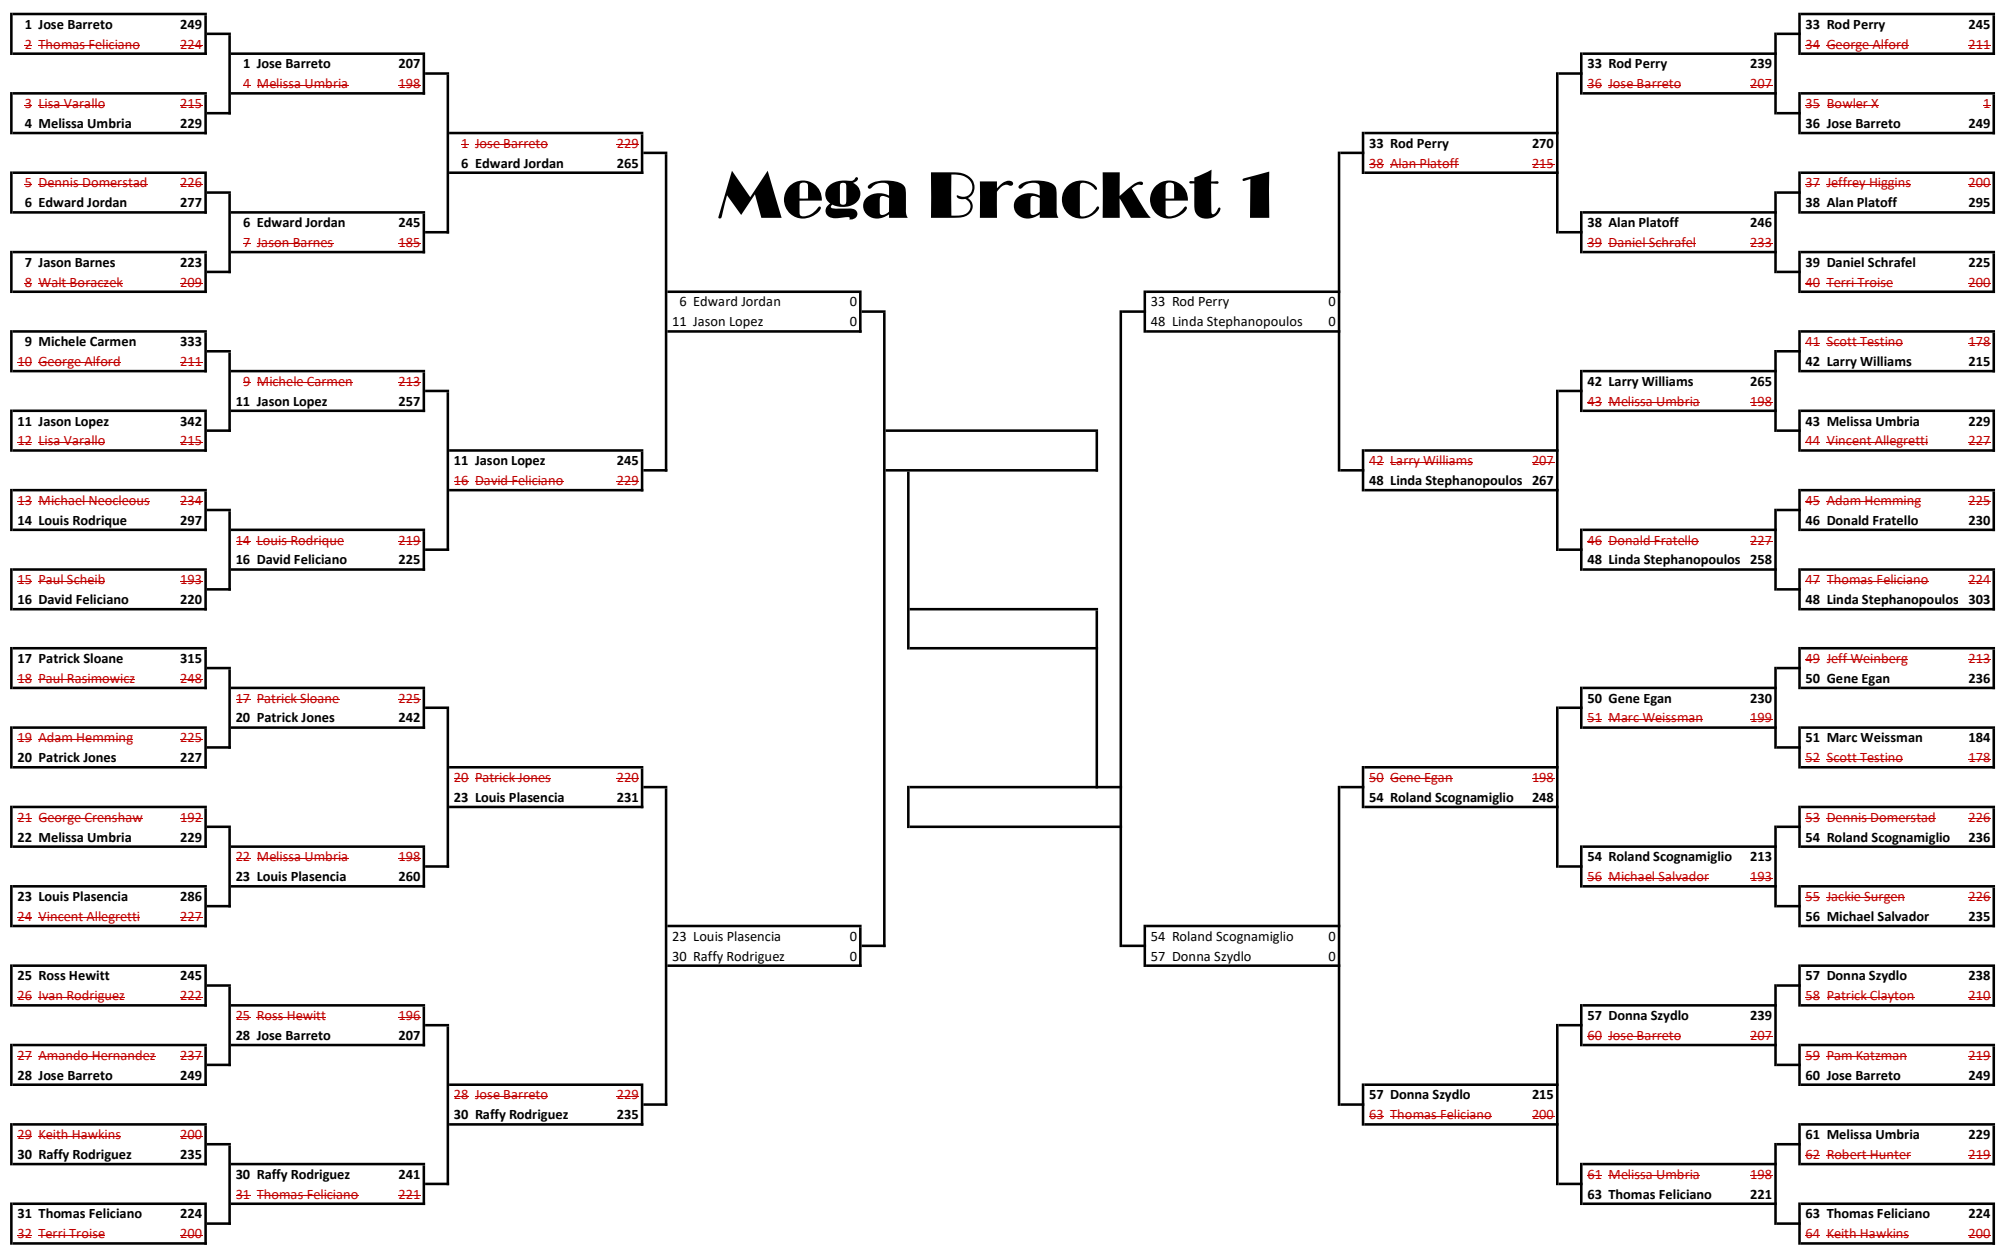 Mega Bracket 1
1 Jose Barreto 249
2 Thomas Feliciano 224
3 Lisa Varallo 215
4 Melissa Umbria 229
5 Dennis Domerstad 226
6 Edward Jordan 277
7 Jason Barnes 223
8 Walt Boraczek 209
9 Michele Carmen 333
10 George Alford 211
11 Jason Lopez 342
12 Lisa Varallo 215
13 Michael Neocleous 234
14 Louis Rodrique 297
15 Paul Scheib 193
16 David Feliciano 220
17 Patrick Sloane 315
18 Paul Rasimowicz 248
19 Adam Hemming 225
20 Patrick Jones 227
21 George Crenshaw 192
22 Melissa Umbria 229
23 Louis Plasencia 286
24 Vincent Allegretti 227
25 Ross Hewitt 245
26 Ivan Rodriguez 222
27 Amando Hernandez 237
28 Jose Barreto 249
29 Keith Hawkins 200
30 Raffy Rodriguez 235
31 Thomas Feliciano 224
32 Terri Troise 200
1 Jose Barreto 207
4 Melissa Umbria 198
6 Edward Jordan 245
7 Jason Barnes 185
9 Michele Carmen 213
11 Jason Lopez 257
14 Louis Rodrique 219
16 David Feliciano 225
17 Patrick Sloane 225
20 Patrick Jones 242
22 Melissa Umbria 198
23 Louis Plasencia 260
25 Ross Hewitt 196
28 Jose Barreto 207
30 Raffy Rodriguez 241
31 Thomas Feliciano 221
1 Jose Barreto 229
6 Edward Jordan 265
11 Jason Lopez 245
16 David Feliciano 229
20 Patrick Jones 220
23 Louis Plasencia 231
28 Jose Barreto 229
30 Raffy Rodriguez 235
6 Edward Jordan 0
11 Jason Lopez 0
23 Louis Plasencia 0
30 Raffy Rodriguez 0
33 Rod Perry 0
48 Linda Stephanopoulos 0
54 Roland Scognamiglio 0
57 Donna Szydlo 0
33 Rod Perry 270
38 Alan Platoff 215
42 Larry Williams 207
48 Linda Stephanopoulos 267
50 Gene Egan 198
54 Roland Scognamiglio 248
57 Donna Szydlo 215
63 Thomas Feliciano 200
33 Rod Perry 239
36 Jose Barreto 207
38 Alan Platoff 246
39 Daniel Schrafel 233
42 Larry Williams 265
43 Melissa Umbria 198
46 Donald Fratello 227
48 Linda Stephanopoulos 258
50 Gene Egan 230
51 Marc Weissman 199
54 Roland Scognamiglio 213
56 Michael Salvador 193
57 Donna Szydlo 239
60 Jose Barreto 207
61 Melissa Umbria 198
63 Thomas Feliciano 221
33 Rod Perry 245
34 George Alford 211
35 Bowler X 1
36 Jose Barreto 249
37 Jeffrey Higgins 200
38 Alan Platoff 295
39 Daniel Schrafel 225
40 Terri Troise 200
41 Scott Testino 178
42 Larry Williams 215
43 Melissa Umbria 229
44 Vincent Allegretti 227
45 Adam Hemming 225
46 Donald Fratello 230
47 Thomas Feliciano 224
48 Linda Stephanopoulos 303
49 Jeff Weinberg 213
50 Gene Egan 236
51 Marc Weissman 184
52 Scott Testino 178
53 Dennis Domerstad 226
54 Roland Scognamiglio 236
55 Jackie Surgen 226
56 Michael Salvador 235
57 Donna Szydlo 238
58 Patrick Clayton 210
59 Pam Katzman 219
60 Jose Barreto 249
61 Melissa Umbria 229
62 Robert Hunter 219
63 Thomas Feliciano 224
64 Keith Hawkins 200